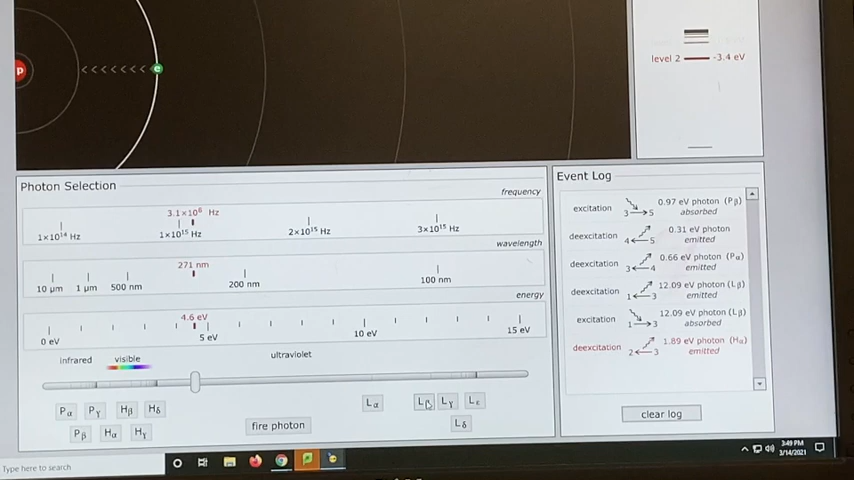 p
e
level 2 -3.4 eV
Photon Selection
frequency
3.1×10⁶ Hz
1×10¹⁴ Hz 1×10¹⁵ Hz 2×10¹⁵ Hz 3×10¹⁵ Hz
wavelength
271 nm
10 µm 1 µm 500 nm 200 nm 100 nm
energy
4.6 eV
0 eV 5 eV 10 eV 15 eV
infrared visible ultraviolet
Pα Pγ Hβ Hδ Lα Lβ Lγ Lε
Pβ Hα Hγ fire photon Lδ
Event Log
excitation 3 5 0.97 eV photon (Pβ)
absorbed
deexcitation 4 5 0.31 eV photon
emitted
deexcitation 3 4 0.66 eV photon (Pα)
emitted
deexcitation 1 3 12.09 eV photon (Lβ)
emitted
excitation 1 3 12.09 eV photon (Lβ)
absorbed
deexcitation 2 3 1.89 eV photon (Hα)
emitted
clear log
Type here to search
3:49 PM
3/14/2021